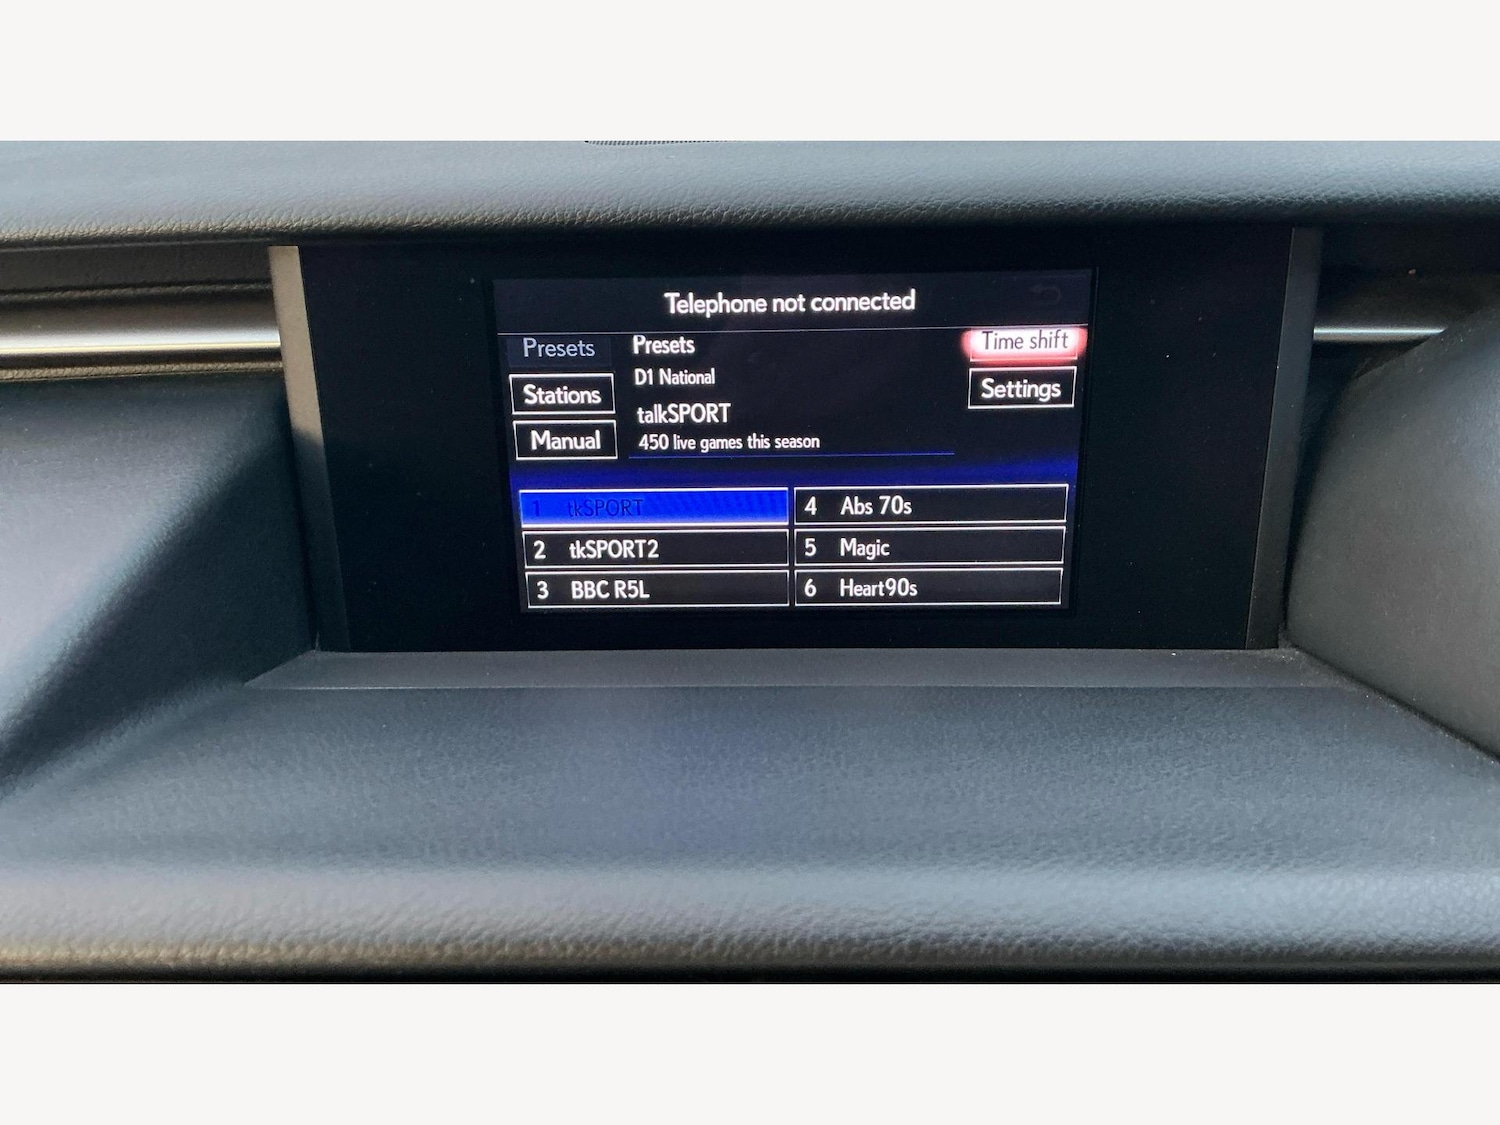 Telephone not connected
Presets
Stations
Manual
Presets
D1 National
talkSPORT
450 live games this season
Time shift
Settings
1 tkSPORT
2 tkSPORT2
3 BBC R5L
4 Abs 70s
5 Magic
6 Heart90s